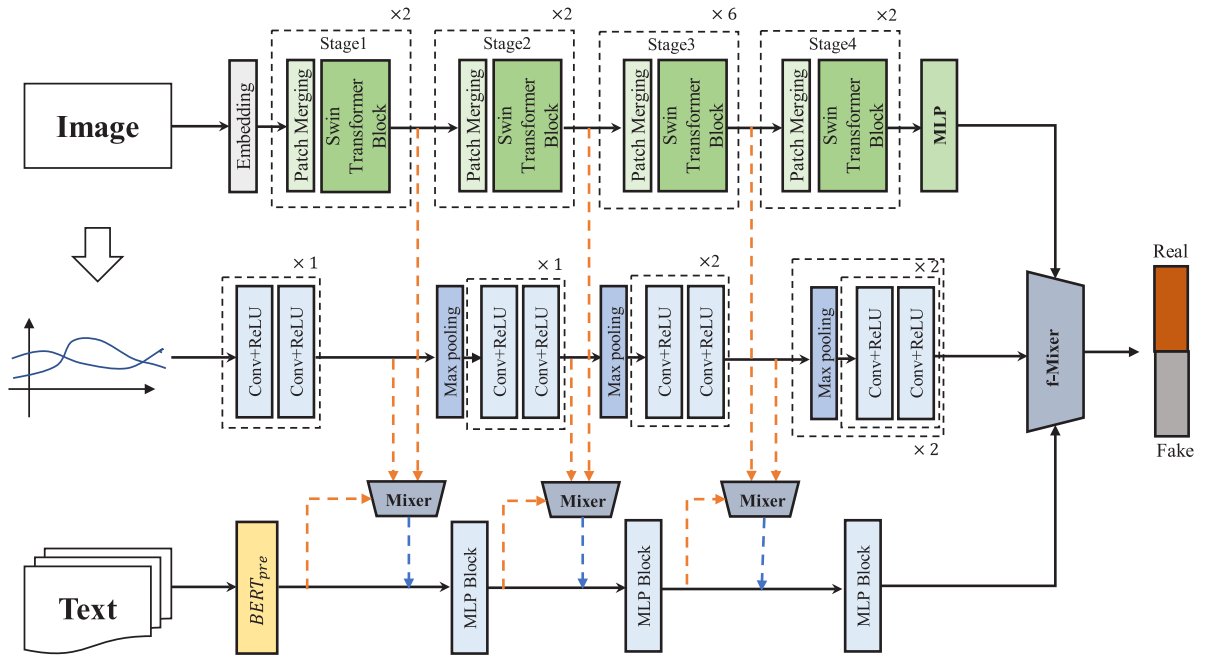 ×2
×2
× 6
×2
Stage1
Stage2
Stage3
Stage4
Image
Embedding
Patch Merging
Swin
Transformer
Block
Patch Merging
Swin
Transformer
Block
Patch Merging
Swin
Transformer
Block
Patch Merging
Swin
Transformer
Block
MLP
× 1
× 1
×2
× 2
Conv+ReLU
Conv+ReLU
Max pooling
Conv+ReLU
Conv+ReLU
Max pooling
Conv+ReLU
Conv+ReLU
Max pooling
Conv+ReLU
Conv+ReLU
× 2
f-Mixer
Real
Fake
Mixer
Mixer
Mixer
Text
BERTpre
MLP Block
MLP Block
MLP Block